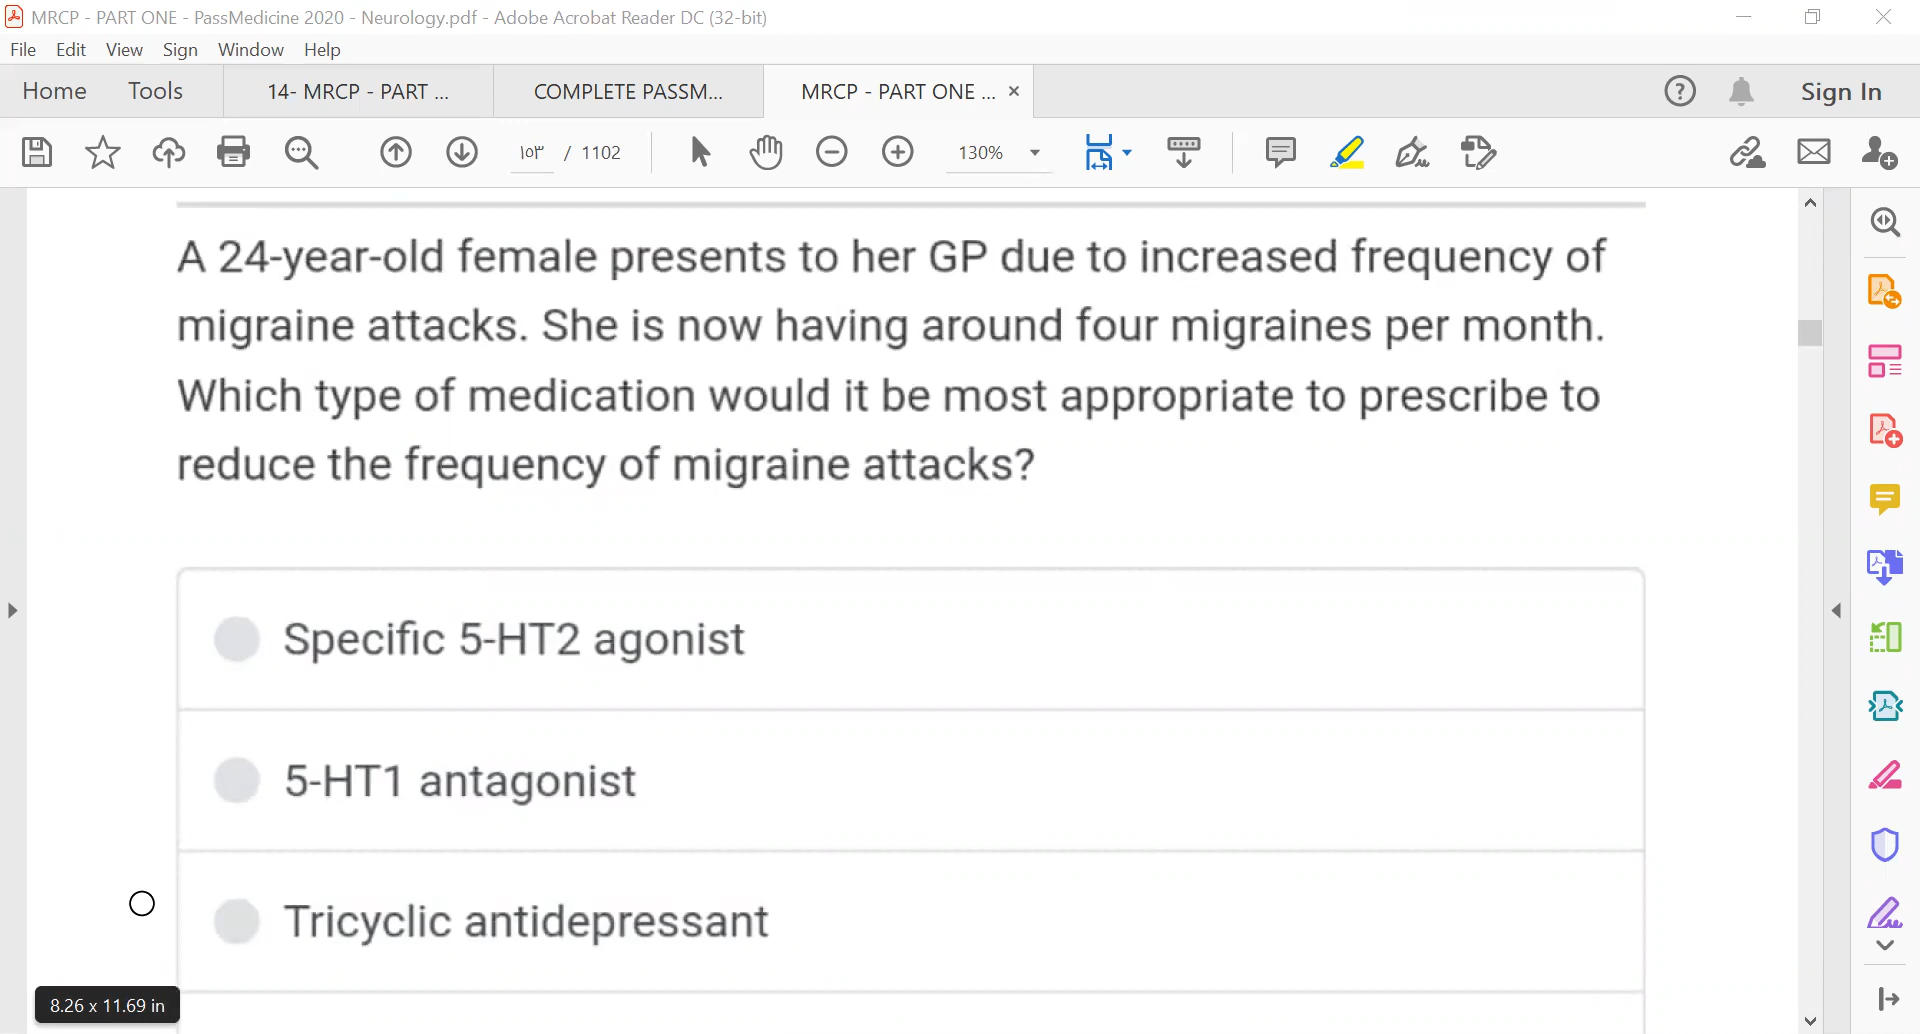 MRCP - PART ONE - PassMedicine 2020 - Neurology.pdf - Adobe Acrobat Reader DC (32-bit)
File Edit View Sign Window Help
Home Tools 14- MRCP - PART ... COMPLETE PASSM... MRCP - PART ONE ... × Sign In
١٥٣ / 1102 130%
A 24-year-old female presents to her GP due to increased frequency of
migraine attacks. She is now having around four migraines per month.
Which type of medication would it be most appropriate to prescribe to
reduce the frequency of migraine attacks?
Specific 5-HT2 agonist
5-HT1 antagonist
Tricyclic antidepressant
8.26 x 11.69 in